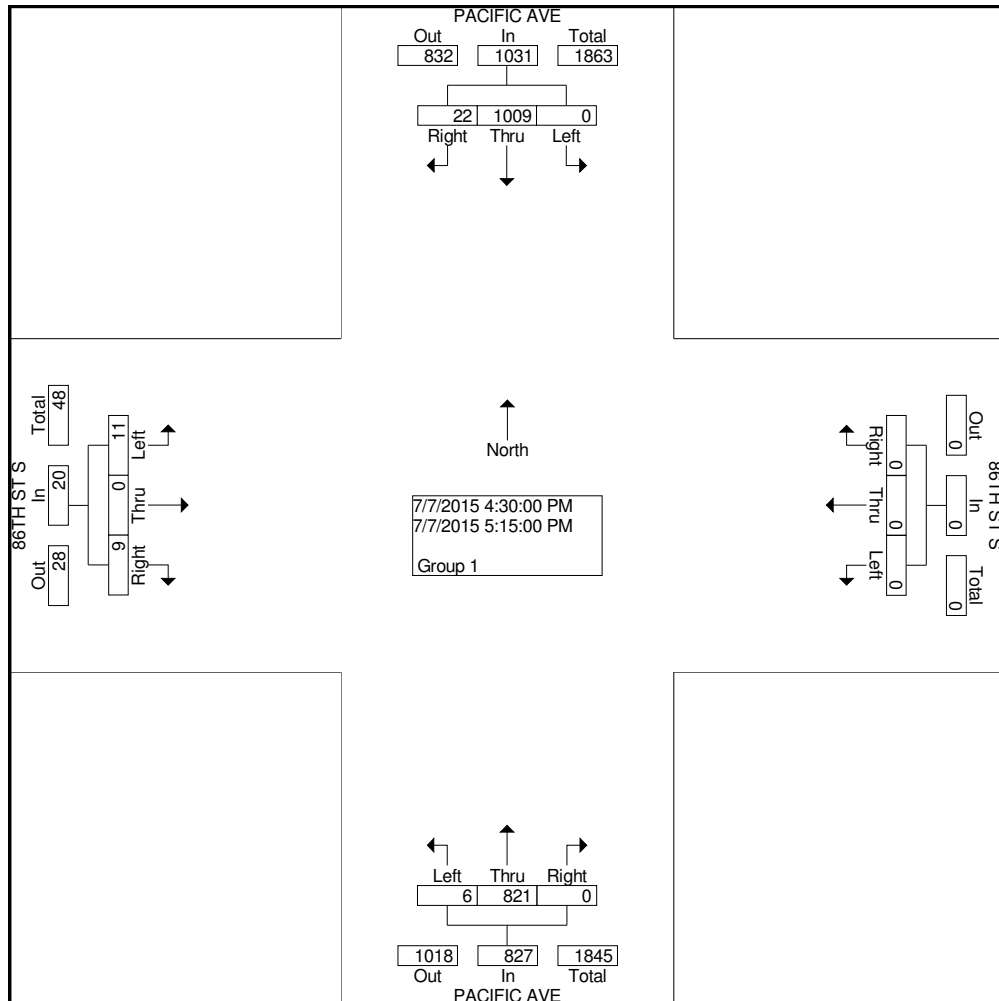 PACIFIC AVE
Out In Total
832 1031 1863
22 1009 0
Right Thru Left
86TH ST S
Total In Out
48 20 28
11 0 9
Left Thru Right
North
7/7/2015 4:30:00 PM
7/7/2015 5:15:00 PM
Group 1
Right Thru Left
0 0 0
Out In Total
0 0 0
86TH ST S
Left Thru Right
6 821 0
1018 827 1845
Out In Total
PACIFIC AVE